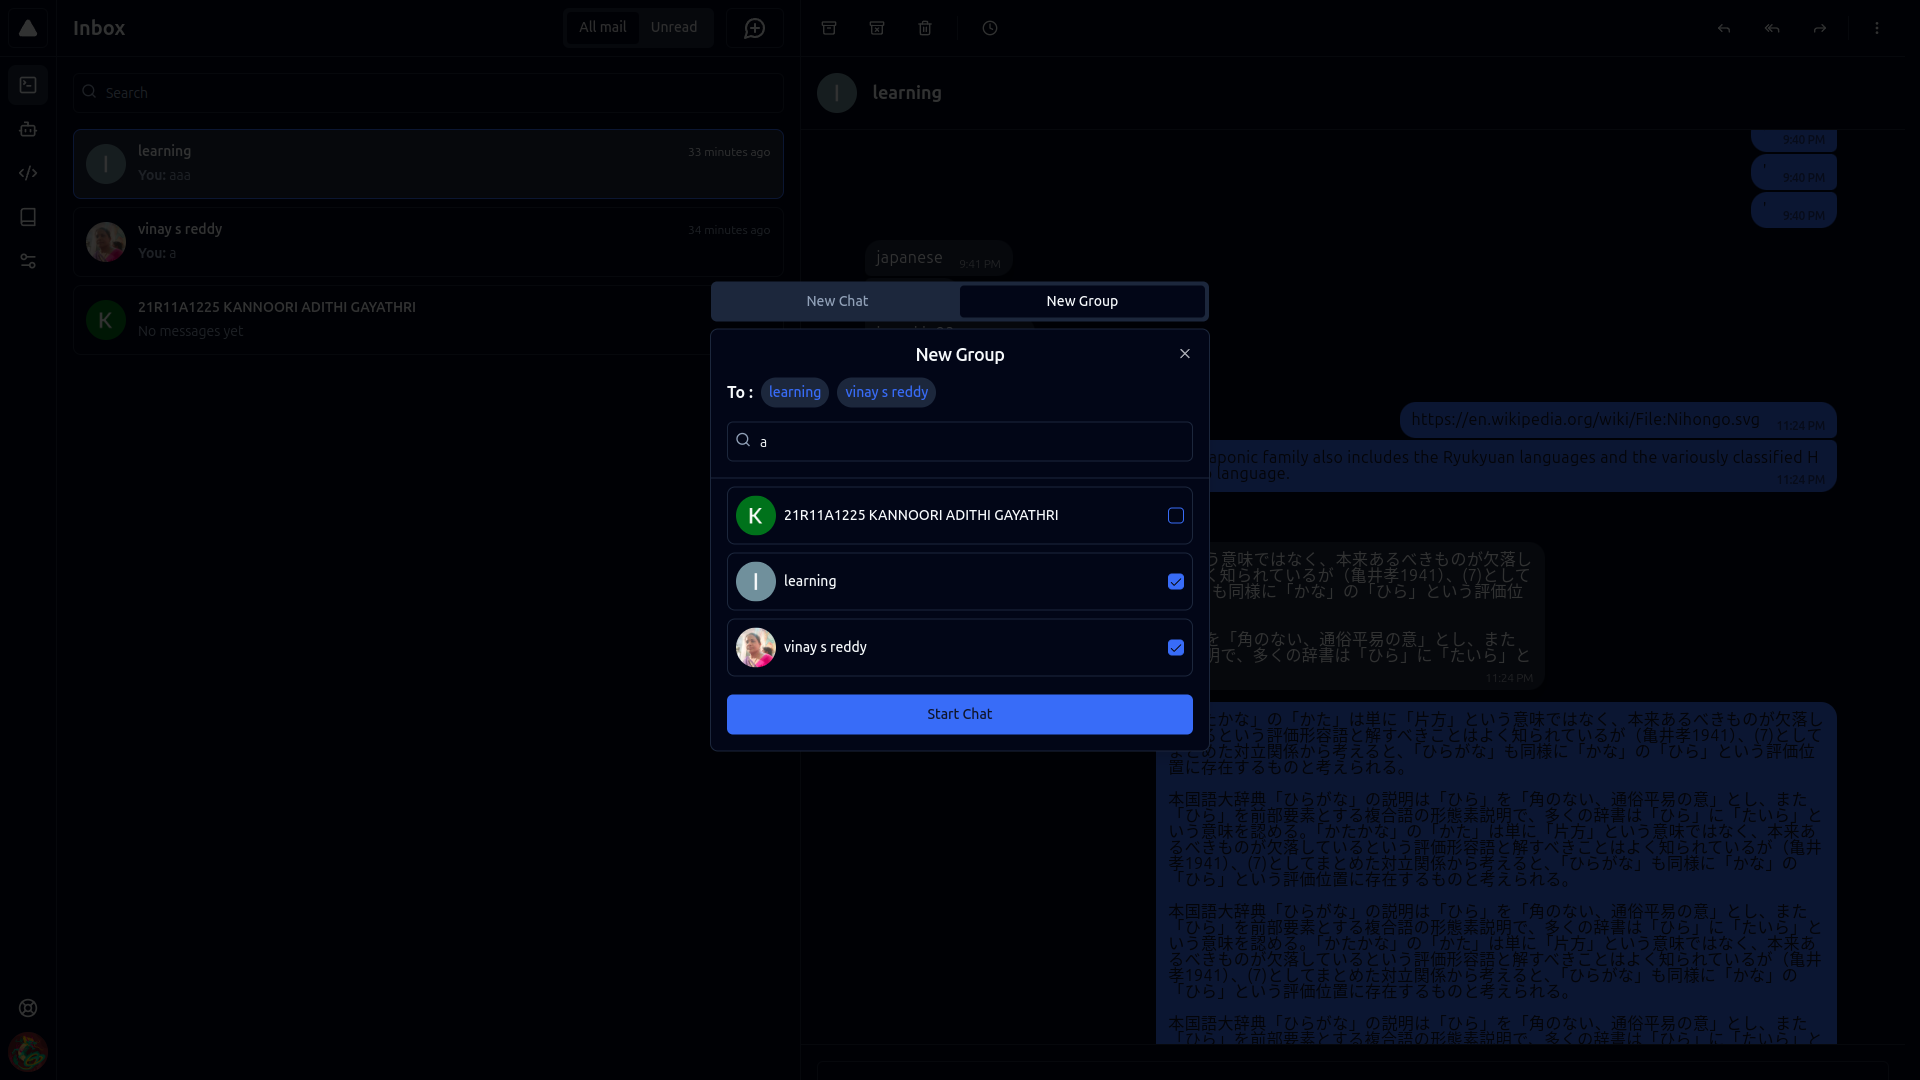 Inbox
All mail
Unread
Search
learning
33 minutes ago
You: aaa
vinay s reddy
34 minutes ago
You: a
K
21R11A1225 KANNOORI ADITHI GAYATHRI
No messages yet
l
learning
9:40 PM
9:40 PM
9:40 PM
japanese
9:41 PM
New Chat
New Group
New Group
To :
learning
vinay s reddy
a
K
21R11A1225 KANNOORI ADITHI GAYATHRI
l
learning
vinay s reddy
Start Chat
https://en.wikipedia.org/wiki/File:Nihongo.svg
11:24 PM
aponic family also includes the Ryukyuan languages and the variously classified H
language.
11:24 PM
う意味ではなく、本来あるべきものが欠落し
く知られているが（亀井孝1941）、(7)として
も同様に「かな」の「ひら」という評価位
を「角のない、通俗平易の意」とし、また
明で、多くの辞書は「ひら」に「たいら」と
11:24 PM
たかな」の「かた」は単に「片方」という意味ではなく、本来あるべきものが欠落し
という評価形容語と解すべきことはよく知られているが（亀井孝1941）、(7)として
まとめた対立関係から考えると、「ひらがな」も同様に「かな」の「ひら」という評価位
置に存在するものと考えられる。
本国語大辞典「ひらがな」の説明は「ひら」を「角のない、通俗平易の意」とし、また
「ひら」を前部要素とする複合語の形態素説明で、多くの辞書は「ひら」に「たいら」と
いう意味を認める。「かたかな」の「かた」は単に「片方」という意味ではなく、本来あ
るべきものが欠落しているという評価形容語と解すべきことはよく知られているが（亀井
孝1941）、(7)としてまとめた対立関係から考えると、「ひらがな」も同様に「かな」の
「ひら」という評価位置に存在するものと考えられる。
本国語大辞典「ひらがな」の説明は「ひら」を「角のない、通俗平易の意」とし、また
「ひら」を前部要素とする複合語の形態素説明で、多くの辞書は「ひら」に「たいら」と
いう意味を認める。「かたかな」の「かた」は単に「片方」という意味ではなく、本来あ
るべきものが欠落しているという評価形容語と解すべきことはよく知られているが（亀井
孝1941）、(7)としてまとめた対立関係から考えると、「ひらがな」も同様に「かな」の
「ひら」という評価位置に存在するものと考えられる。
本国語大辞典「ひらがな」の説明は「ひら」を「角のない、通俗平易の意」とし、また
「ひら」を前部要素とする複合語の形態素説明で、多くの辞書は「ひら」に「たいら」と